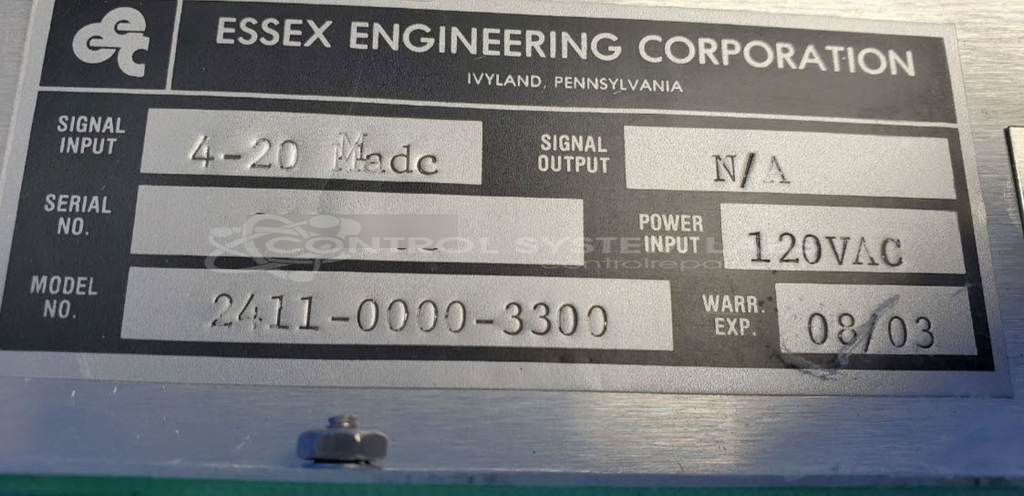 eec
ESSEX ENGINEERING CORPORATION
IVYLAND, PENNSYLVANIA
SIGNAL INPUT 4-20 Madc SIGNAL OUTPUT N/A
SERIAL NO. POWER INPUT 120VAC
CONTROL SYSTEM
controlrepa
MODEL NO. 2411-0000-3300 WARR. EXP. 08/03